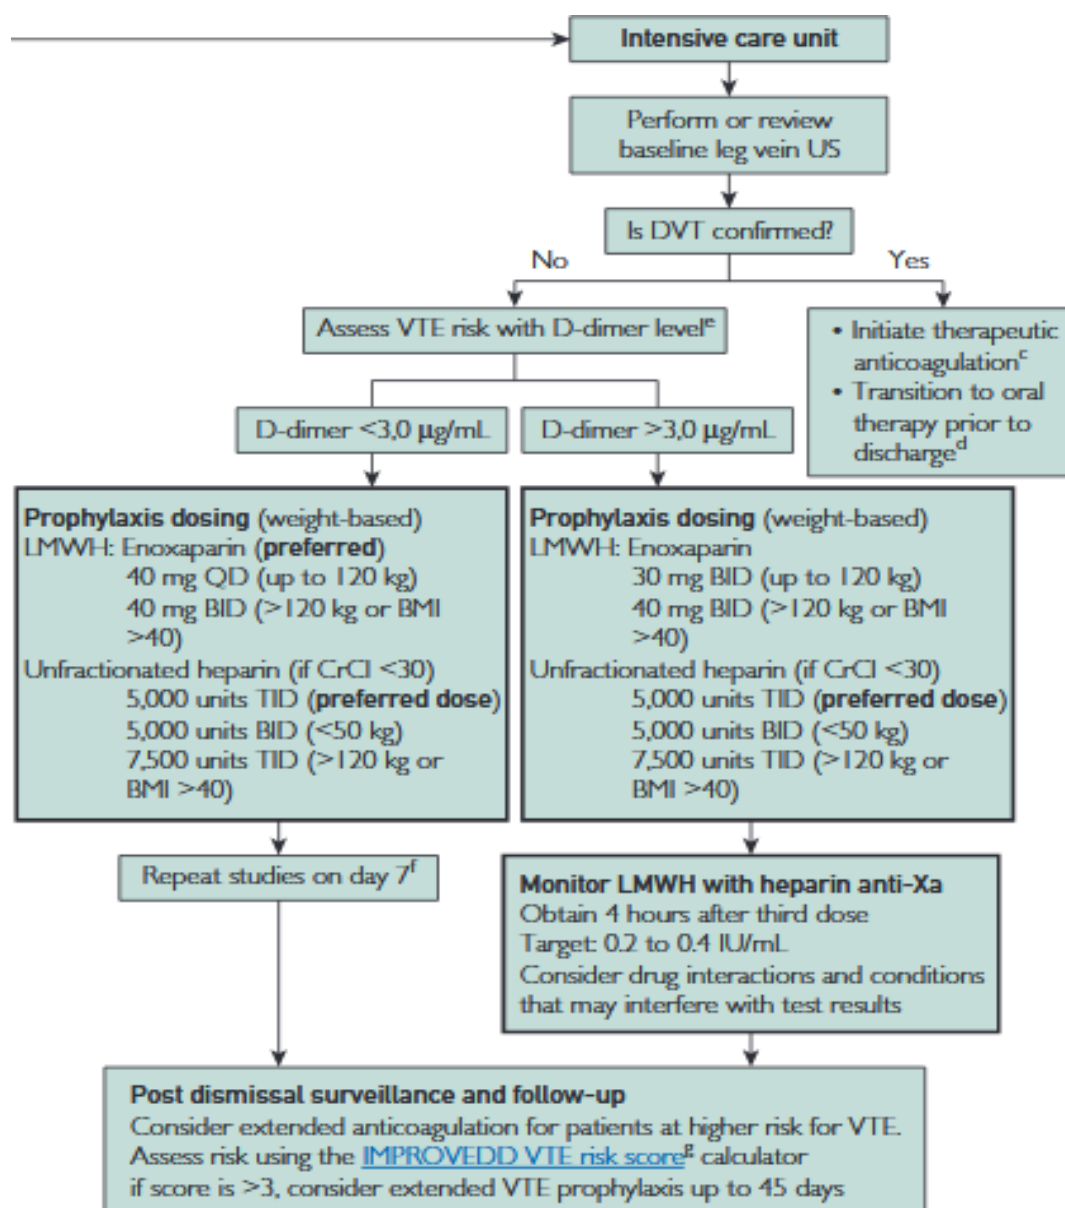 Intensive care unit
Perform or review
baseline leg vein US
Is DVT confirmed?
No
Yes
Assess VTE risk with D-dimer levelᵉ
• Initiate therapeutic
anticoagulationᶜ
• Transition to oral
therapy prior to
dischargeᵈ
D-dimer <3,0 μg/mL
D-dimer >3,0 μg/mL
Prophylaxis dosing (weight-based)
LMWH: Enoxaparin (preferred)
40 mg QD (up to 120 kg)
40 mg BID (>120 kg or BMI
>40)
Unfractionated heparin (if CrCl <30)
5,000 units TID (preferred dose)
5,000 units BID (<50 kg)
7,500 units TID (>120 kg or
BMI >40)
Prophylaxis dosing (weight-based)
LMWH: Enoxaparin
30 mg BID (up to 120 kg)
40 mg BID (>120 kg or BMI
>40)
Unfractionated heparin (if CrCl <30)
5,000 units TID (preferred dose)
5,000 units BID (<50 kg)
7,500 units TID (>120 kg or
BMI >40)
Repeat studies on day 7ᶠ
Monitor LMWH with heparin anti-Xa
Obtain 4 hours after third dose
Target: 0.2 to 0.4 IU/mL
Consider drug interactions and conditions
that may interfere with test results
Post dismissal surveillance and follow-up
Consider extended anticoagulation for patients at higher risk for VTE.
Assess risk using the IMPROVEDD VTE risk scoreᵍ calculator
if score is >3, consider extended VTE prophylaxis up to 45 days